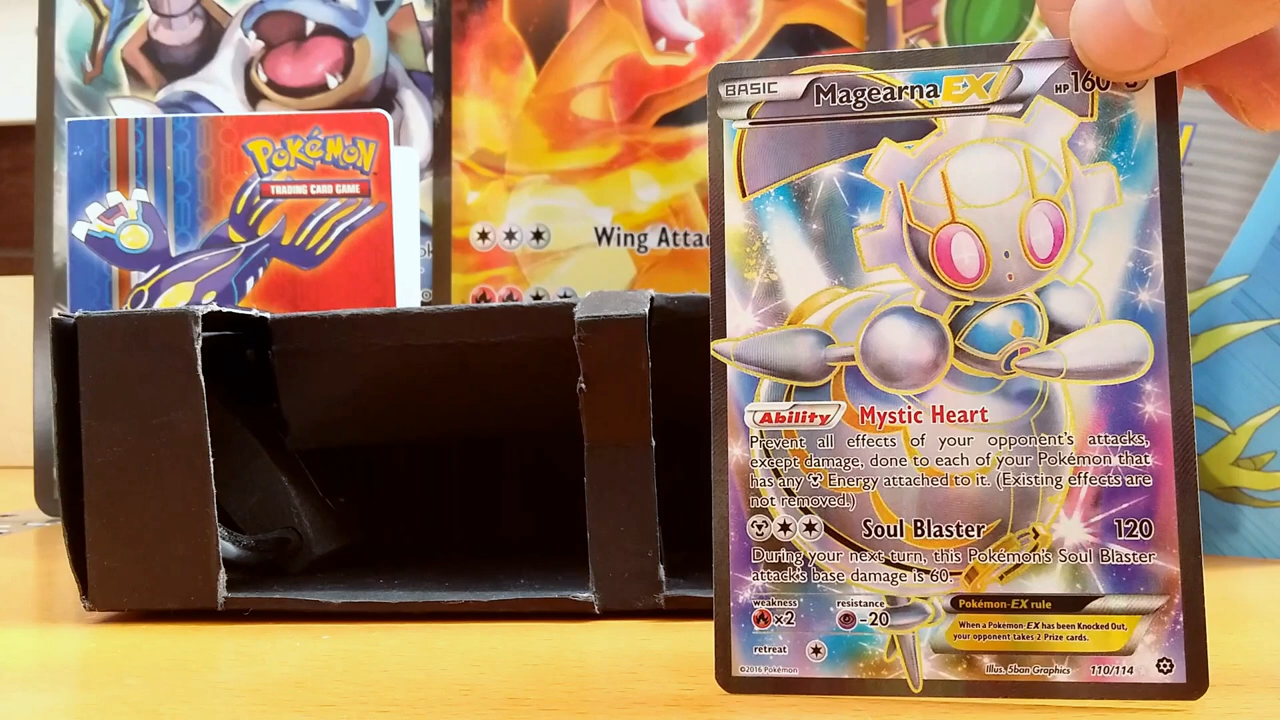 POKéMON
TRADING CARD GAME
Wing Attac
BASIC
Magearna EX
HP 160
Ability Mystic Heart
Prevent all effects of your opponent's attacks,
except damage, done to each of your Pokémon that
has any Energy attached to it. (Existing effects are
not removed.)
Soul Blaster 120
During your next turn, this Pokémon's Soul Blaster
attack's base damage is 60.
weakness resistance
×2 -20
retreat
Pokémon-EX rule
When a Pokémon-EX has been Knocked Out,
your opponent takes 2 Prize cards.
©2016 Pokémon
Illus. 5ban Graphics 110/114